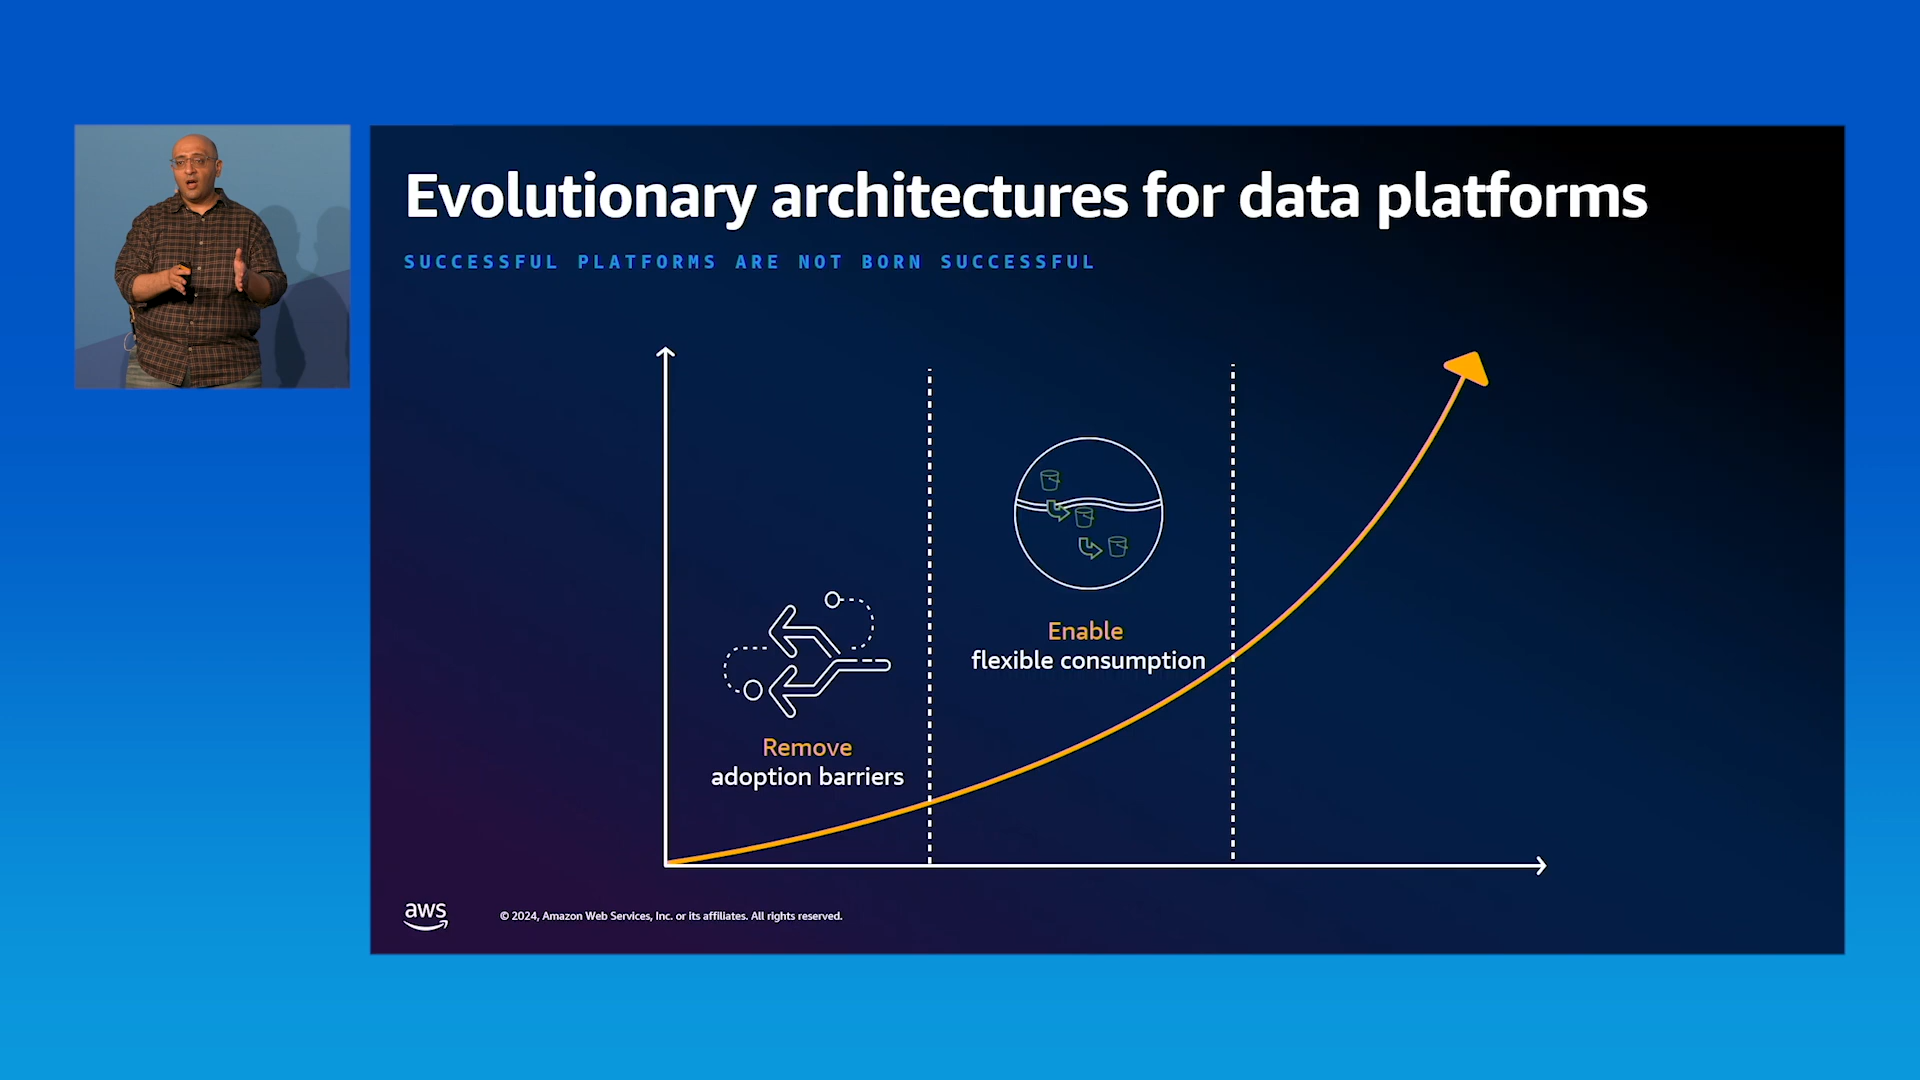 Evolutionary architectures for data platforms
SUCCESSFUL PLATFORMS ARE NOT BORN SUCCESSFUL
Enable
flexible consumption
Remove
adoption barriers
aws
© 2024, Amazon Web Services, Inc. or its affiliates. All rights reserved.